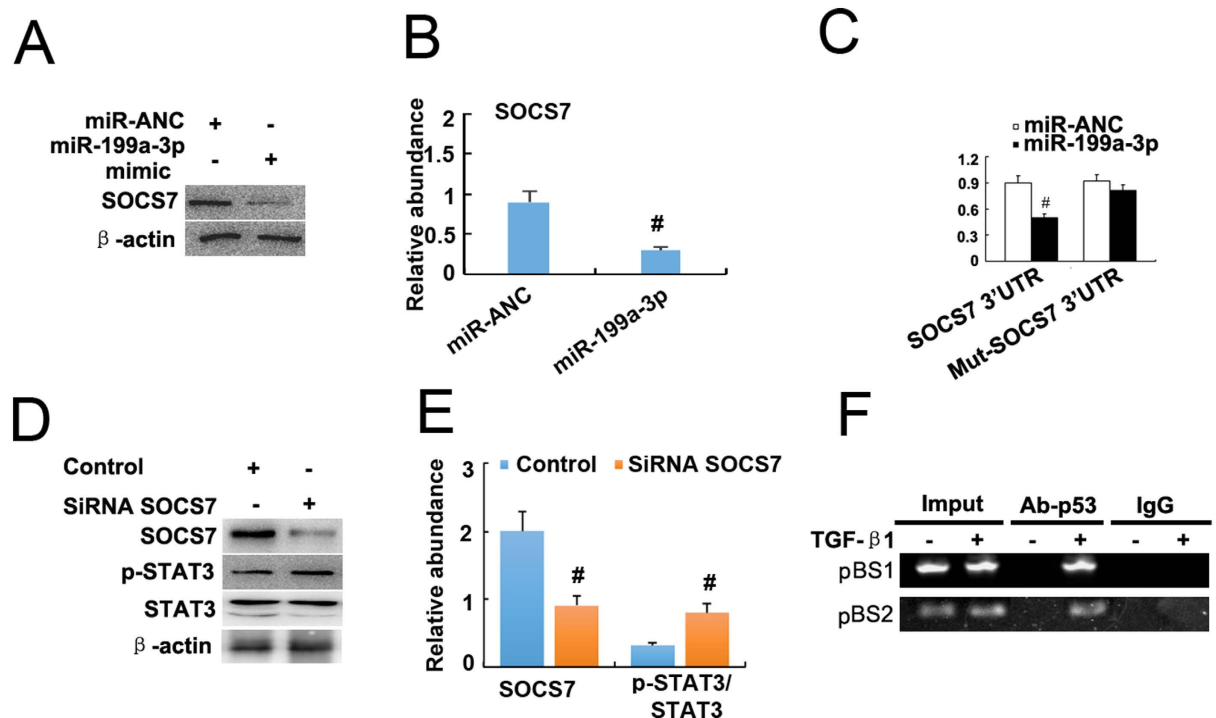 A
miR-ANC + -
miR-199a-3p
mimic - +
SOCS7
β-actin
B
SOCS7
Relative abundance
2
1.5
1
0.5
0
#
miR-ANC
miR-199a-3p
C
miR-ANC
miR-199a-3p
1.2
0.9
0.6
0.3
0
#
SOCS7 3'UTR
Mut-SOCS7 3'UTR
D
Control + -
SiRNA SOCS7 - +
SOCS7
p-STAT3
STAT3
β-actin
E
Control SiRNA SOCS7
Relative abundance
3
2
1
0
#
#
SOCS7
p-STAT3/
STAT3
F
Imput Ab-p53 IgG
TGF-β1 - + - + - +
pBS1
pBS2